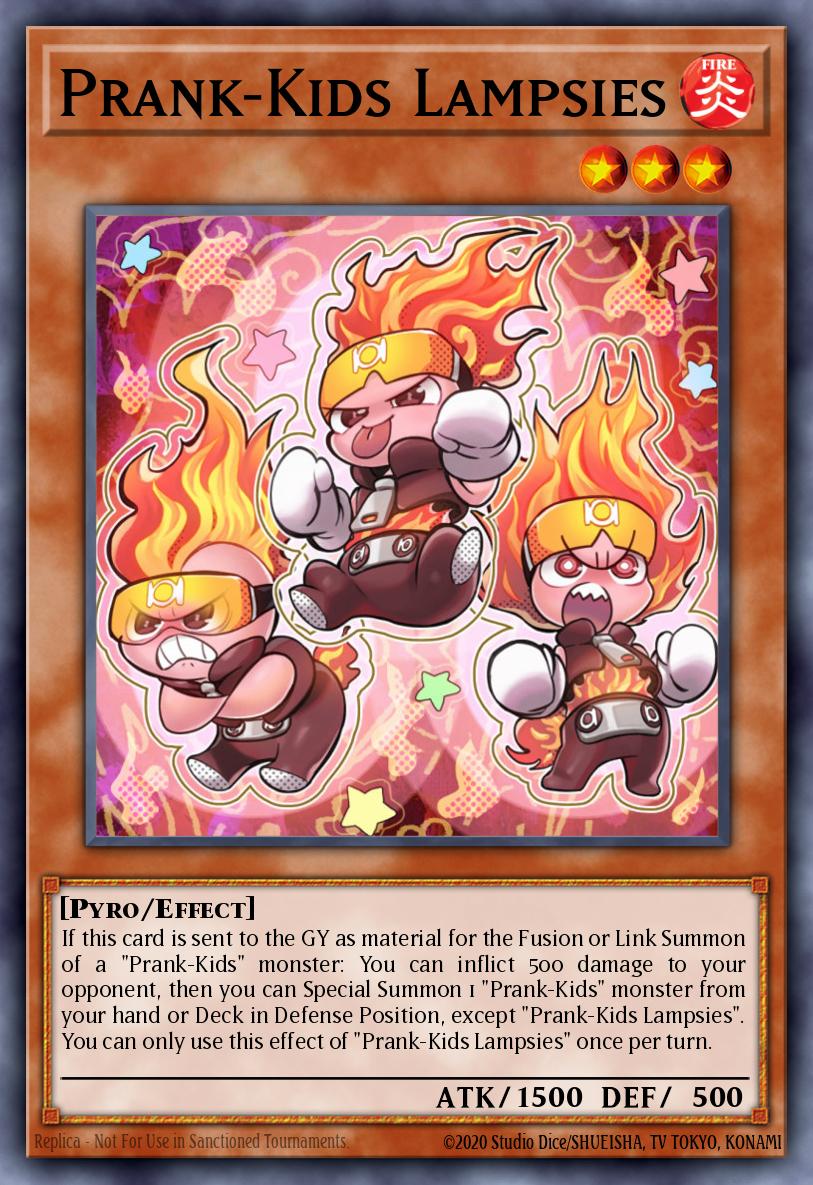 Prank-Kids Lampsies
FIRE
炎
[Pyro/Effect]
If this card is sent to the GY as material for the Fusion or Link Summon
of a "Prank-Kids" monster: You can inflict 500 damage to your
opponent, then you can Special Summon 1 "Prank-Kids" monster from
your hand or Deck in Defense Position, except "Prank-Kids Lampsies".
You can only use this effect of "Prank-Kids Lampsies" once per turn.
ATK/1500 DEF/ 500
Replica - Not For Use in Sanctioned Tournaments.
©2020 Studio Dice/SHUEISHA, TV TOKYO, KONAMI